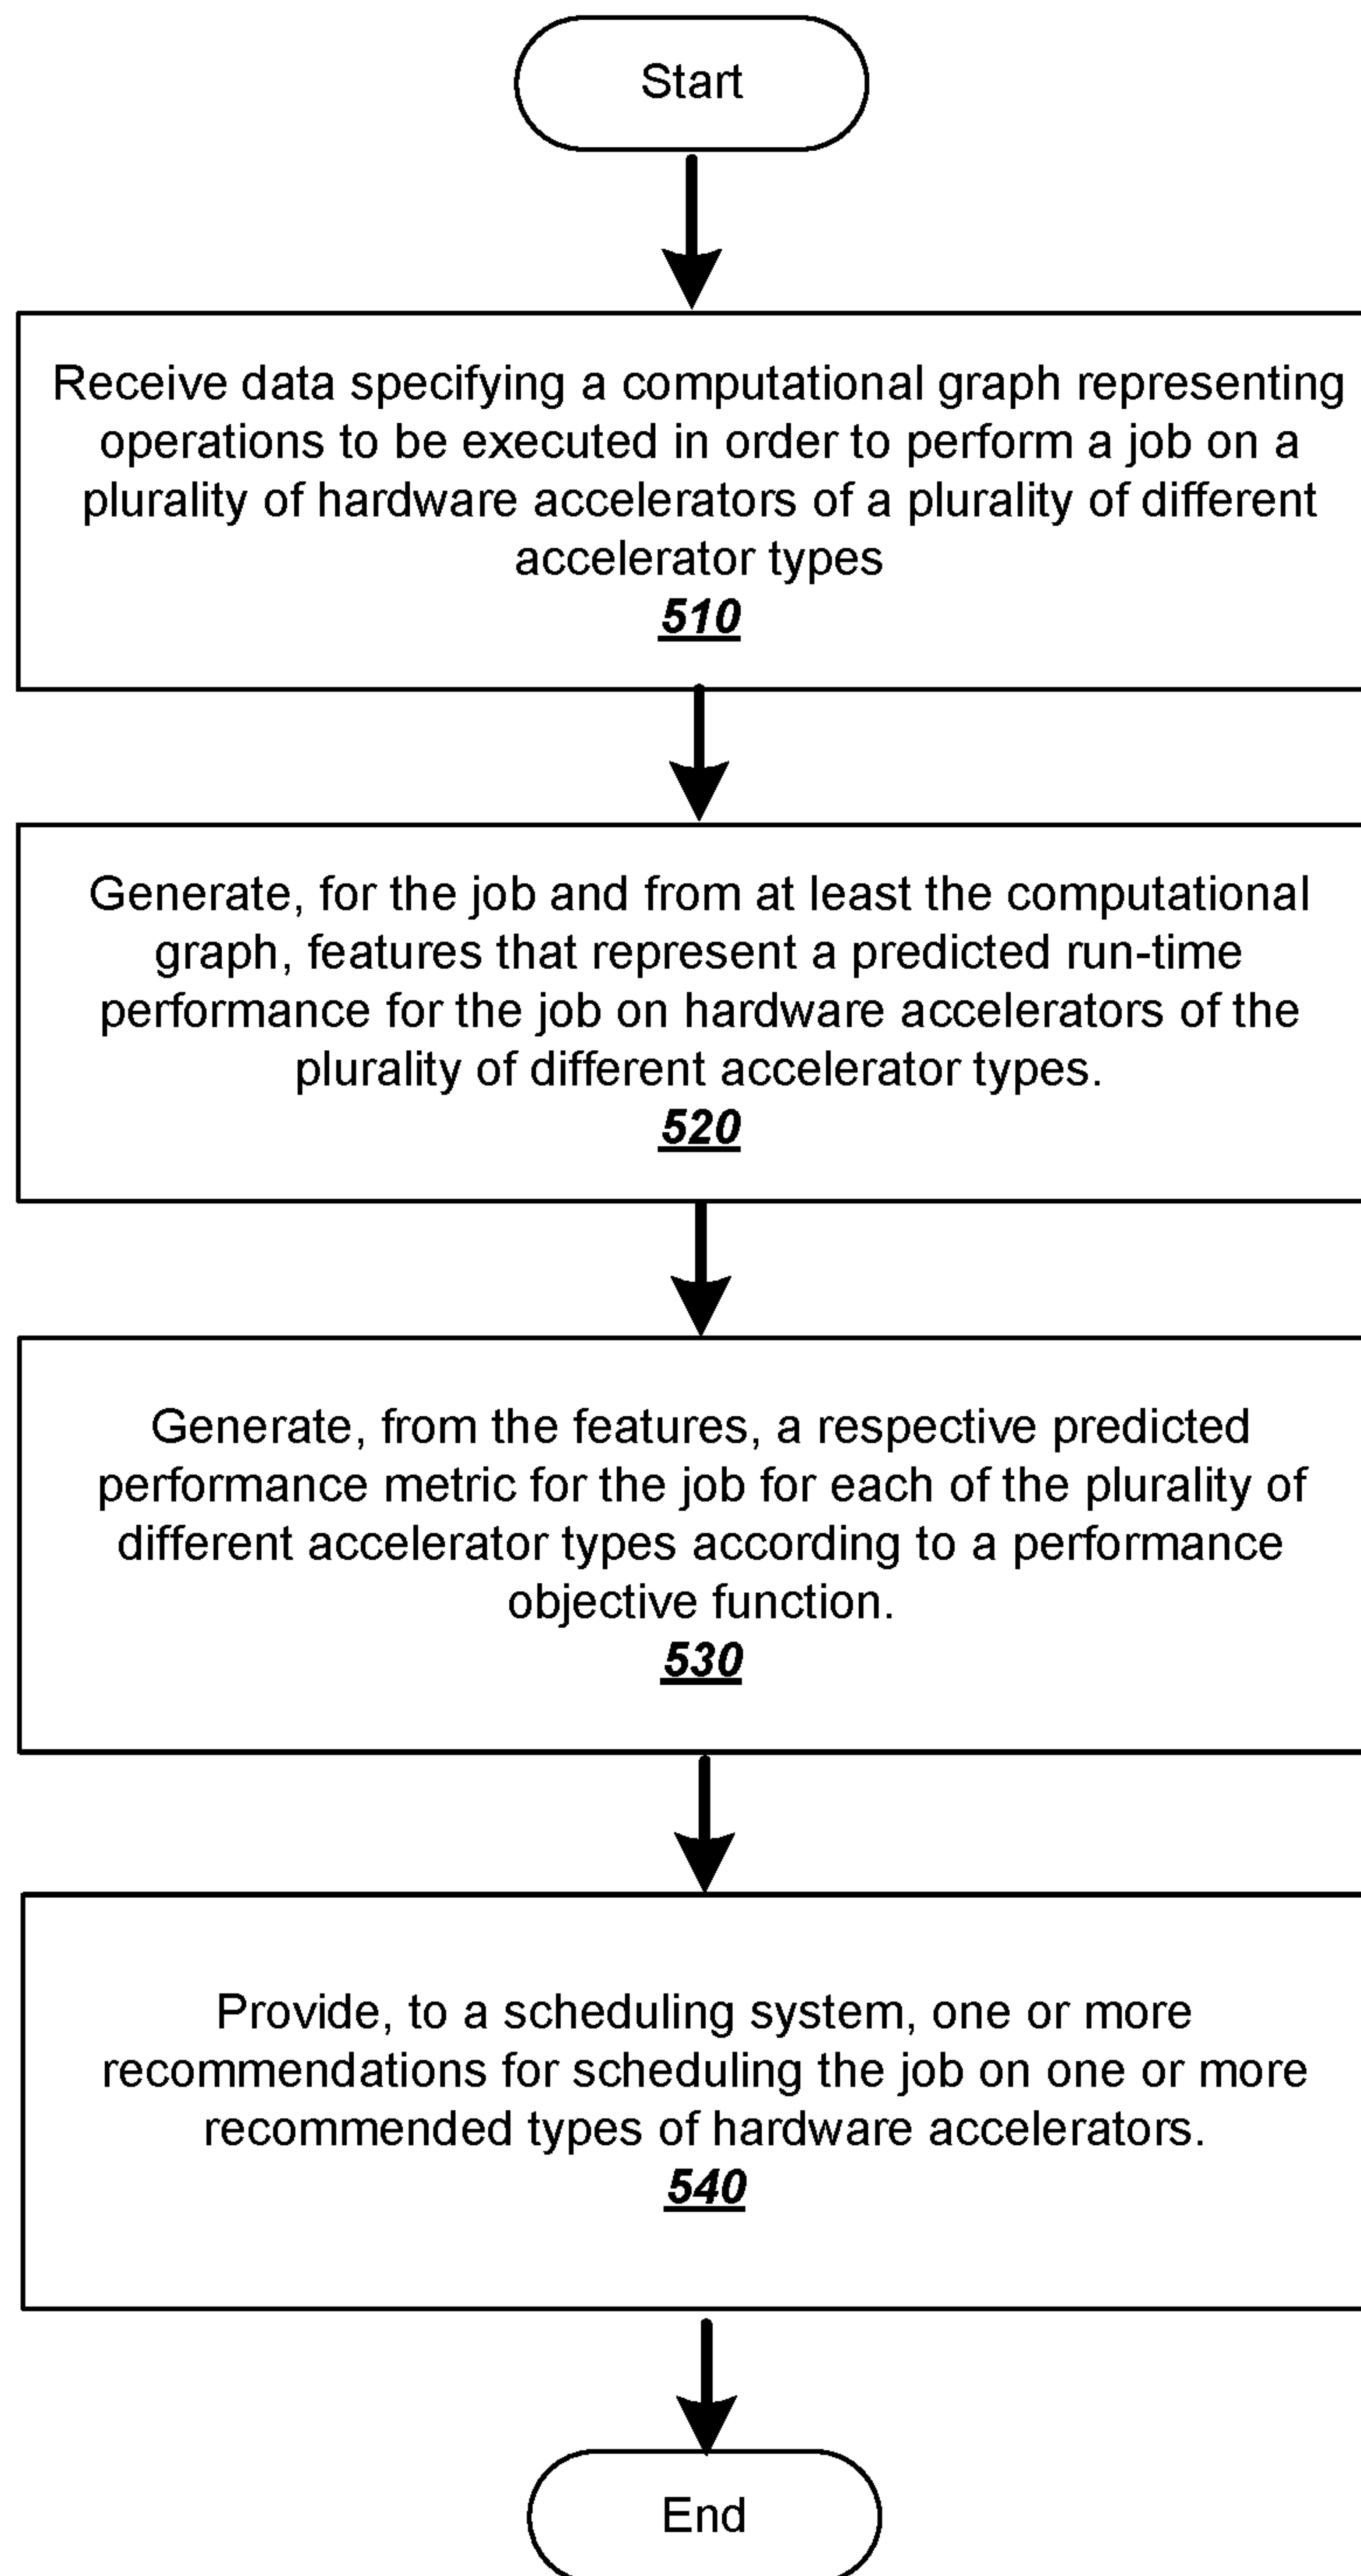 Start
Receive data specifying a computational graph representing
operations to be executed in order to perform a job on a
plurality of hardware accelerators of a plurality of different
accelerator types
510
Generate, for the job and from at least the computational
graph, features that represent a predicted run-time
performance for the job on hardware accelerators of the
plurality of different accelerator types.
520
Generate, from the features, a respective predicted
performance metric for the job for each of the plurality of
different accelerator types according to a performance
objective function.
530
Provide, to a scheduling system, one or more
recommendations for scheduling the job on one or more
recommended types of hardware accelerators.
540
End